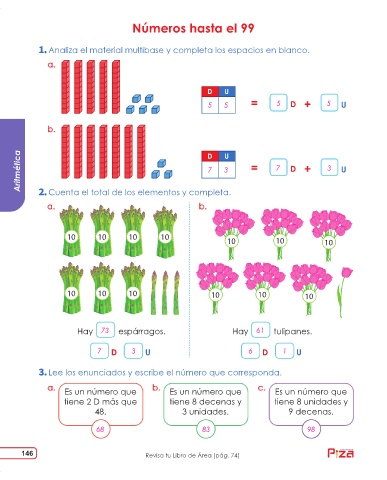 Números hasta el 99
1. Analiza el material multibase y completa los espacios en blanco.
a.
D U
5 5 = 5 D + 5 U
b.
D U
7 3 = 7 D + 3 U
Aritmética
2. Cuenta el total de los elementos y completa.
a. b.
10 10 10 10 10 10 10
10 10 10 10 10 10
Hay 73 espárragos. Hay 61 tulipanes.
7 D 3 U 6 D 1 U
3. Lee los enunciados y escribe el número que corresponda.
a. b. c.
Es un número que tiene 2 D más que 48.
Es un número que tiene 8 decenas y 3 unidades.
Es un número que tiene 8 unidades y 9 decenas.
68 83 98
146 Revisa tu Libro de Área (pág. 74)